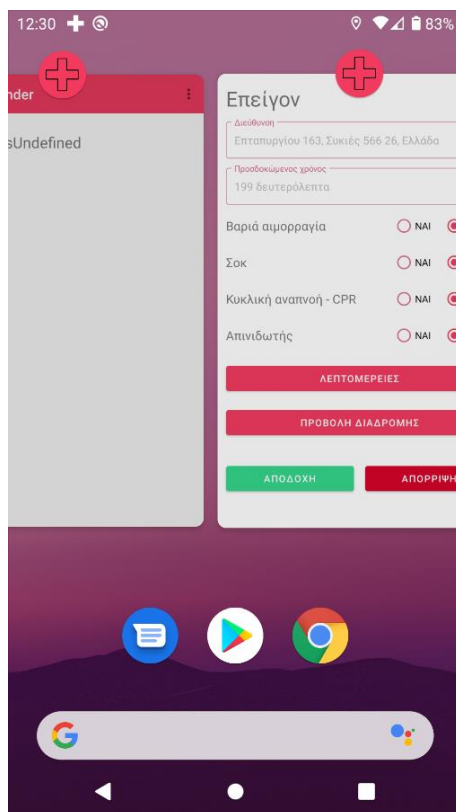 12:30
83%
nder
sUndefined
Επείγον
Διεύθυνση
Επταπυργίου 163, Συκιές 566 26, Ελλάδα
Προσδοκώμενος χρόνος
199 δευτερόλεπτα
Βαριά αιμορραγία ΝΑΙ
Σοκ ΝΑΙ
Κυκλική αναπνοή - CPR ΝΑΙ
Απινιδωτής ΝΑΙ
ΛΕΠΤΟΜΕΡΕΙΕΣ
ΠΡΟΒΟΛΗ ΔΙΑΔΡΟΜΗΣ
ΑΠΟΔΟΧΗ ΑΠΟΡΡΙΨΗ